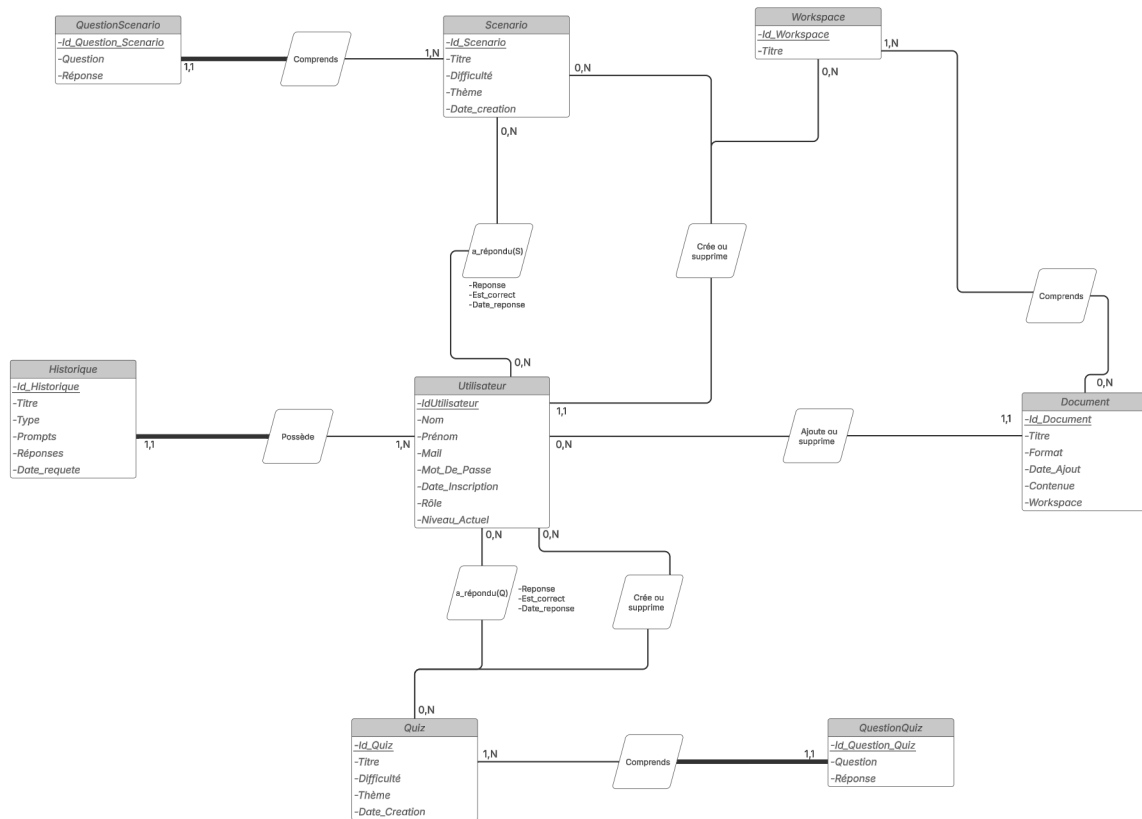 QuestionScenario
-Id_Question_Scenario
-Question
-Réponse
1,1
Comprends
1,N
Scenario
-Id_Scenario
-Titre
-Difficulté
-Thème
-Date_creation
0,N
0,N
Workspace
-Id_Workspace
-Titre
1,N
0,N
a_répondu(S)
-Reponse
-Est_correct
-Date_reponse
0,N
Crée ou
supprime
Comprends
0,N
Historique
-Id_Historique
-Titre
-Type
-Prompts
-Réponses
-Date_requete
1,1
Possède
1,N
Utilisateur
-IdUtilisateur
-Nom
-Prénom
-Mail
-Mot_De_Passe
-Date_Inscription
-Rôle
-Niveau_Actuel
1,1
0,N
Ajoute ou
supprime
1,1
Document
-Id_Document
-Titre
-Format
-Date_Ajout
-Contenue
-Workspace
0,N
0,N
a_répondu(Q)
-Reponse
-Est_correct
-Date_reponse
Crée ou
supprime
0,N
Quiz
-Id_Quiz
-Titre
-Difficulté
-Thème
-Date_Creation
1,N
Comprends
1,1
QuestionQuiz
-Id_Question_Quiz
-Question
-Réponse